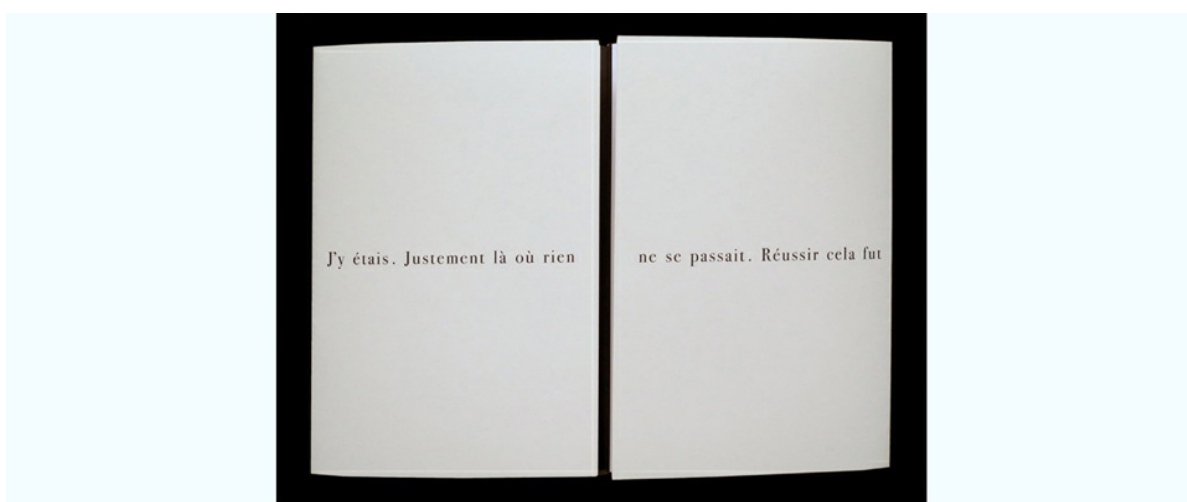 J'y étais. Justement là où rien
ne se passait. Réussir cela fut